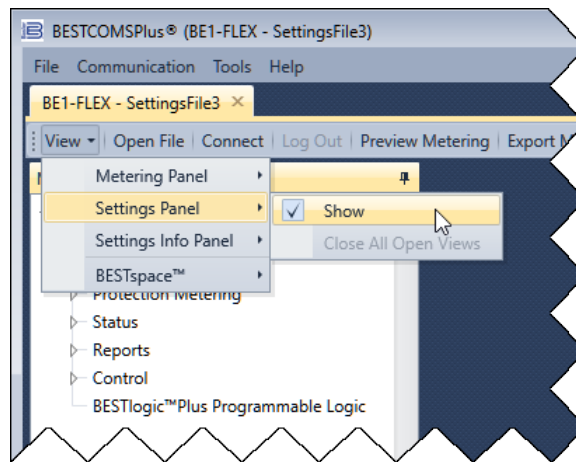 BESTCOMSPlus® (BE1-FLEX - SettingsFile3)
File Communication Tools Help
BE1-FLEX - SettingsFile3 ×
View Open File Connect Log Out Preview Metering Export
Metering Panel
Settings Panel
Show
Settings Info Panel
Close All Open Views
BESTspace™
Protection Metering
Status
Reports
Control
BESTlogic™Plus Programmable Logic